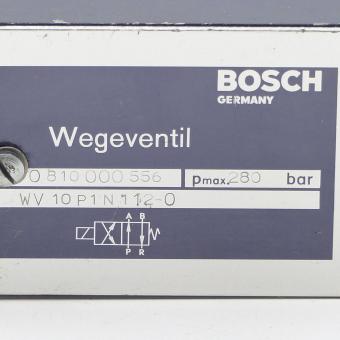 BOSCH
GERMANY
Wegeventil
0 810 000 556 pmax. 280 bar
WV 10 P1 N 112-0
A B
P R